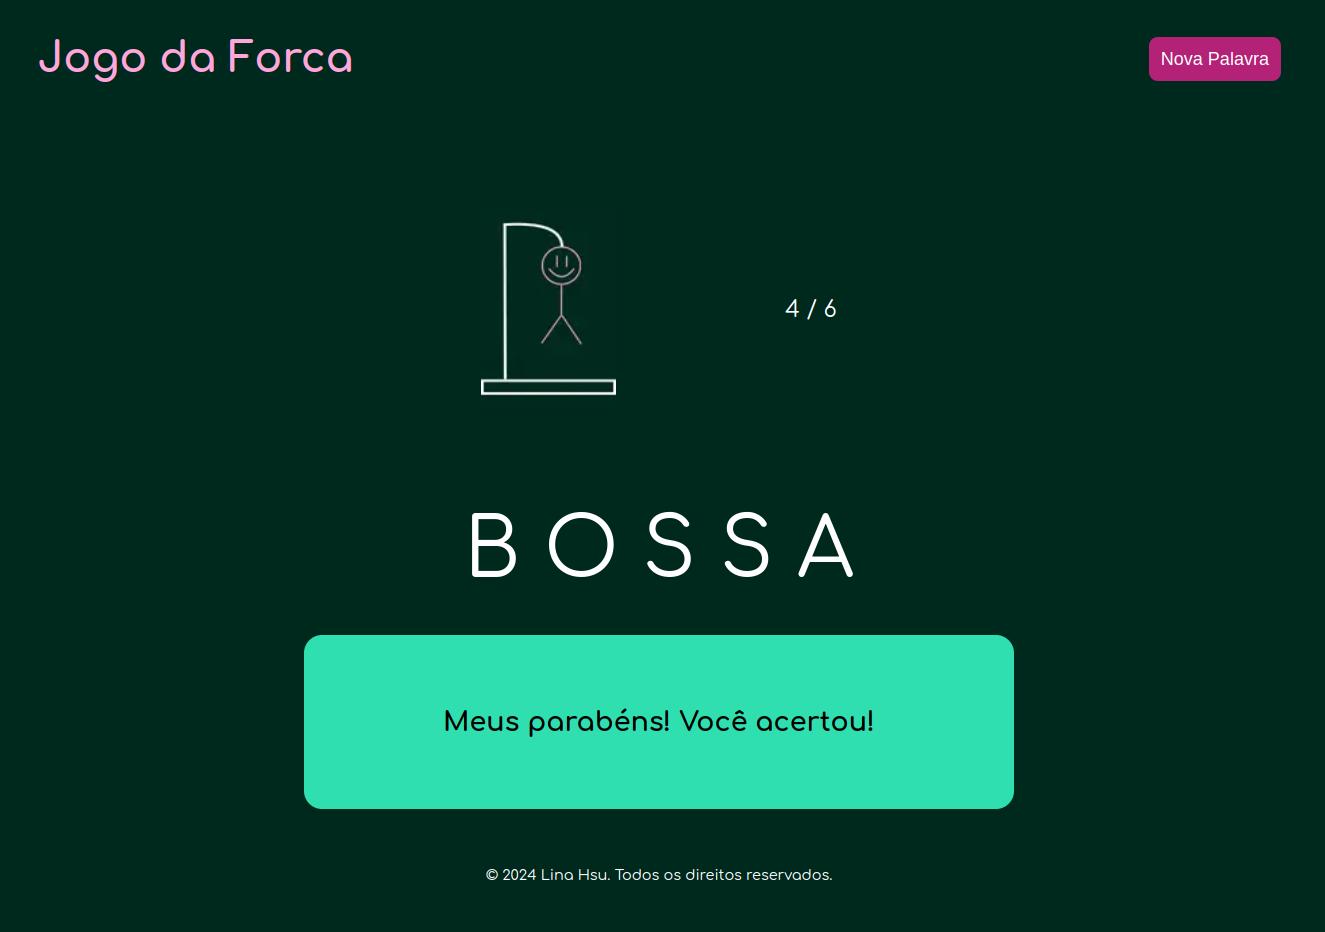 Jogo da Forca
Nova Palavra
4 / 6
B O S S A
Meus parabéns! Você acertou!
© 2024 Lina Hsu. Todos os direitos reservados.